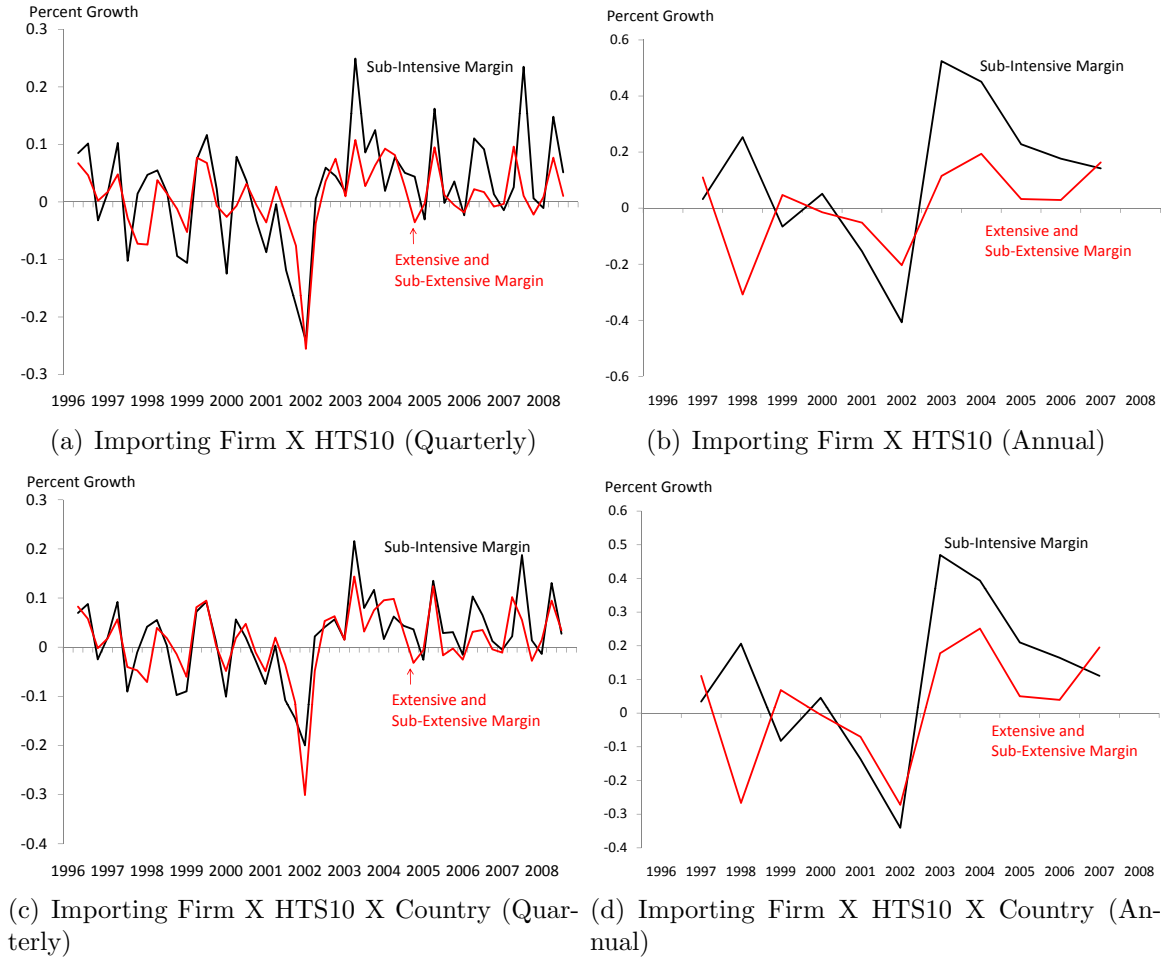 Percent Growth
0.3
0.2
0.1
0
-0.1
-0.2
-0.3
Sub-Intensive Margin
Extensive and
Sub-Extensive Margin
1996 1997 1998 1999 2000 2001 2002 2003 2004 2005 2006 2007 2008
(a) Importing Firm X HTS10 (Quarterly)
Percent Growth
0.6
0.4
0.2
0
-0.2
-0.4
-0.6
Sub-Intensive Margin
Extensive and
Sub-Extensive Margin
1996 1997 1998 1999 2000 2001 2002 2003 2004 2005 2006 2007 2008
(b) Importing Firm X HTS10 (Annual)
Percent Growth
0.3
0.2
0.1
0
-0.1
-0.2
-0.3
-0.4
Sub-Intensive Margin
Extensive and
Sub-Extensive Margin
1996 1997 1998 1999 2000 2001 2002 2003 2004 2005 2006 2007 2008
(c) Importing Firm X HTS10 X Country (Quar-
terly)
Percent Growth
0.6
0.5
0.4
0.3
0.2
0.1
0
-0.1
-0.2
-0.3
-0.4
Sub-Intensive Margin
Extensive and
Sub-Extensive Margin
1996 1997 1998 1999 2000 2001 2002 2003 2004 2005 2006 2007 2008
(d) Importing Firm X HTS10 X Country (An-
nual)